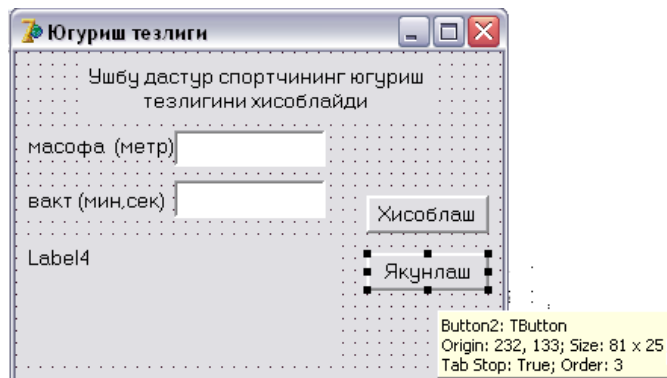 Югуриш тезлиги
Ушбу дастур спортчининг югуриш
тезлигини хисоблайди
масофа (метр)
вакт (мин,сек)
Хисоблаш
Label4
Якунлаш
Button2: TButton
Origin: 232, 133; Size: 81 x 25
Tab Stop: True; Order: 3